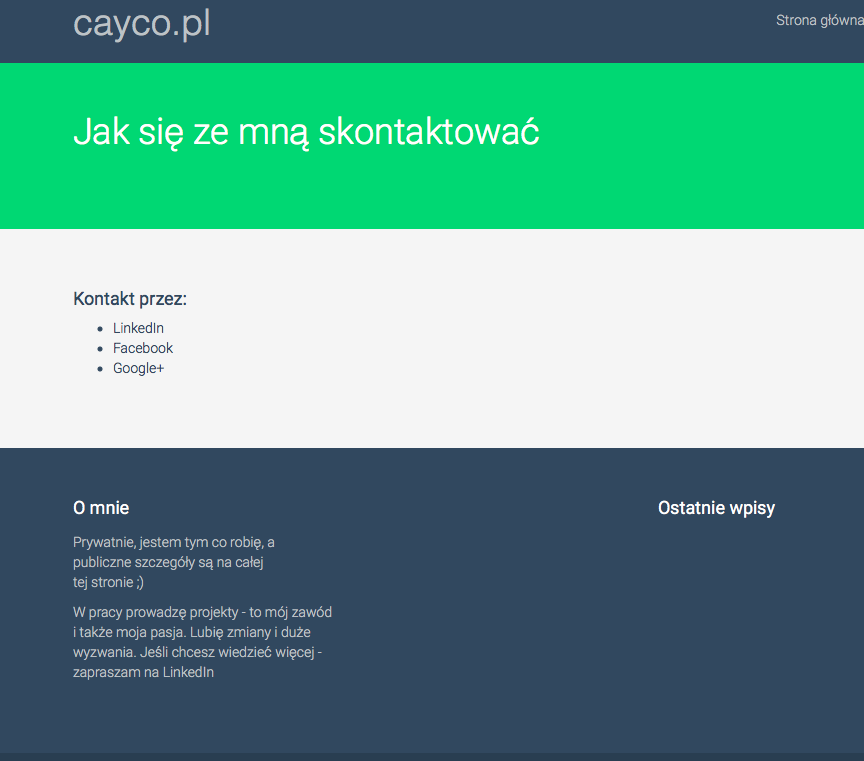 cayco.pl
Strona główna
Jak się ze mną skontaktować
Kontakt przez:
LinkedIn
Facebook
Google+
O mnie
Prywatnie, jestem tym co robię, a
publiczne szczegóły są na całej
tej stronie ;)
W pracy prowadzę projekty - to mój zawód
i także moja pasja. Lubię zmiany i duże
wyzwania. Jeśli chcesz wiedzieć więcej -
zapraszam na LinkedIn
Ostatnie wpisy